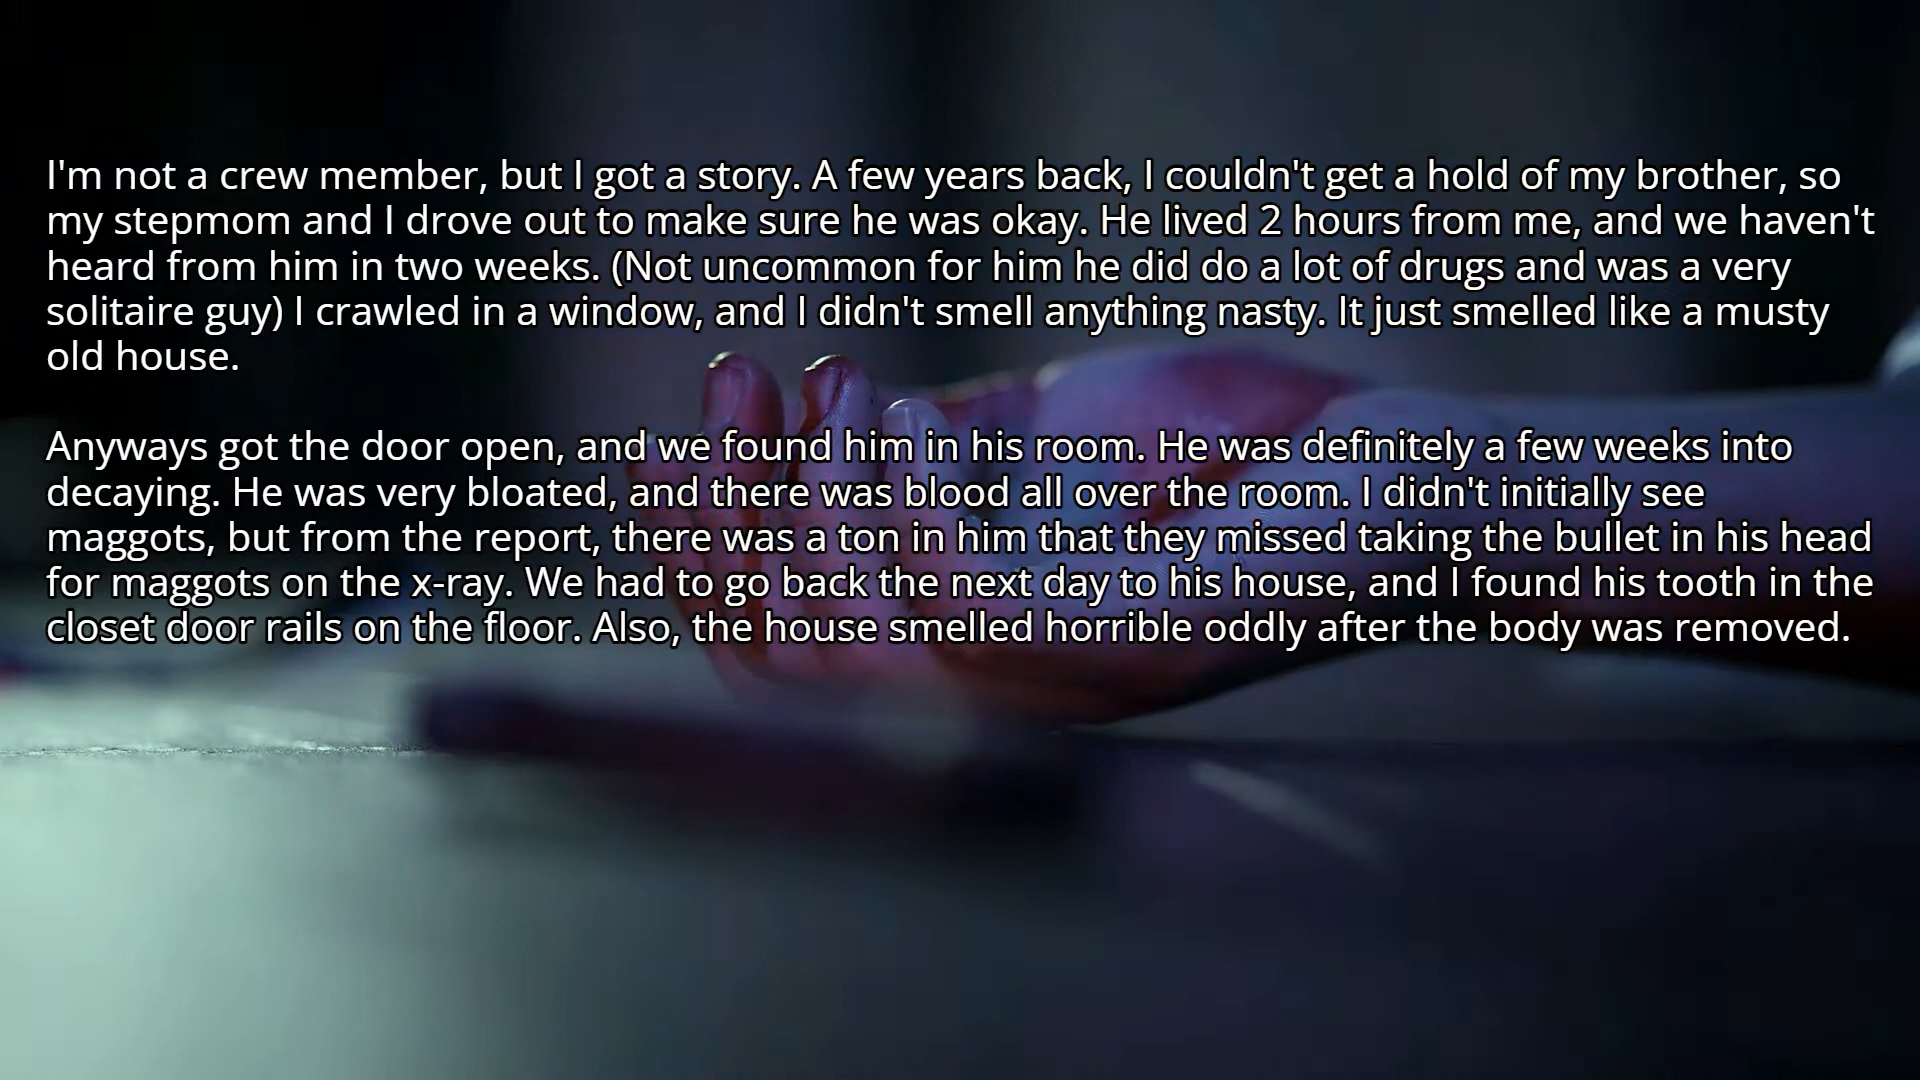 I'm not a crew member, but I got a story. A few years back, I couldn't get a hold of my brother, so
my stepmom and I drove out to make sure he was okay. He lived 2 hours from me, and we haven't
heard from him in two weeks. (Not uncommon for him he did do a lot of drugs and was a very
solitaire guy) I crawled in a window, and I didn't smell anything nasty. It just smelled like a musty
old house.
Anyways got the door open, and we found him in his room. He was definitely a few weeks into
decaying. He was very bloated, and there was blood all over the room. I didn't initially see
maggots, but from the report, there was a ton in him that they missed taking the bullet in his head
for maggots on the x-ray. We had to go back the next day to his house, and I found his tooth in the
closet door rails on the floor. Also, the house smelled horrible oddly after the body was removed.